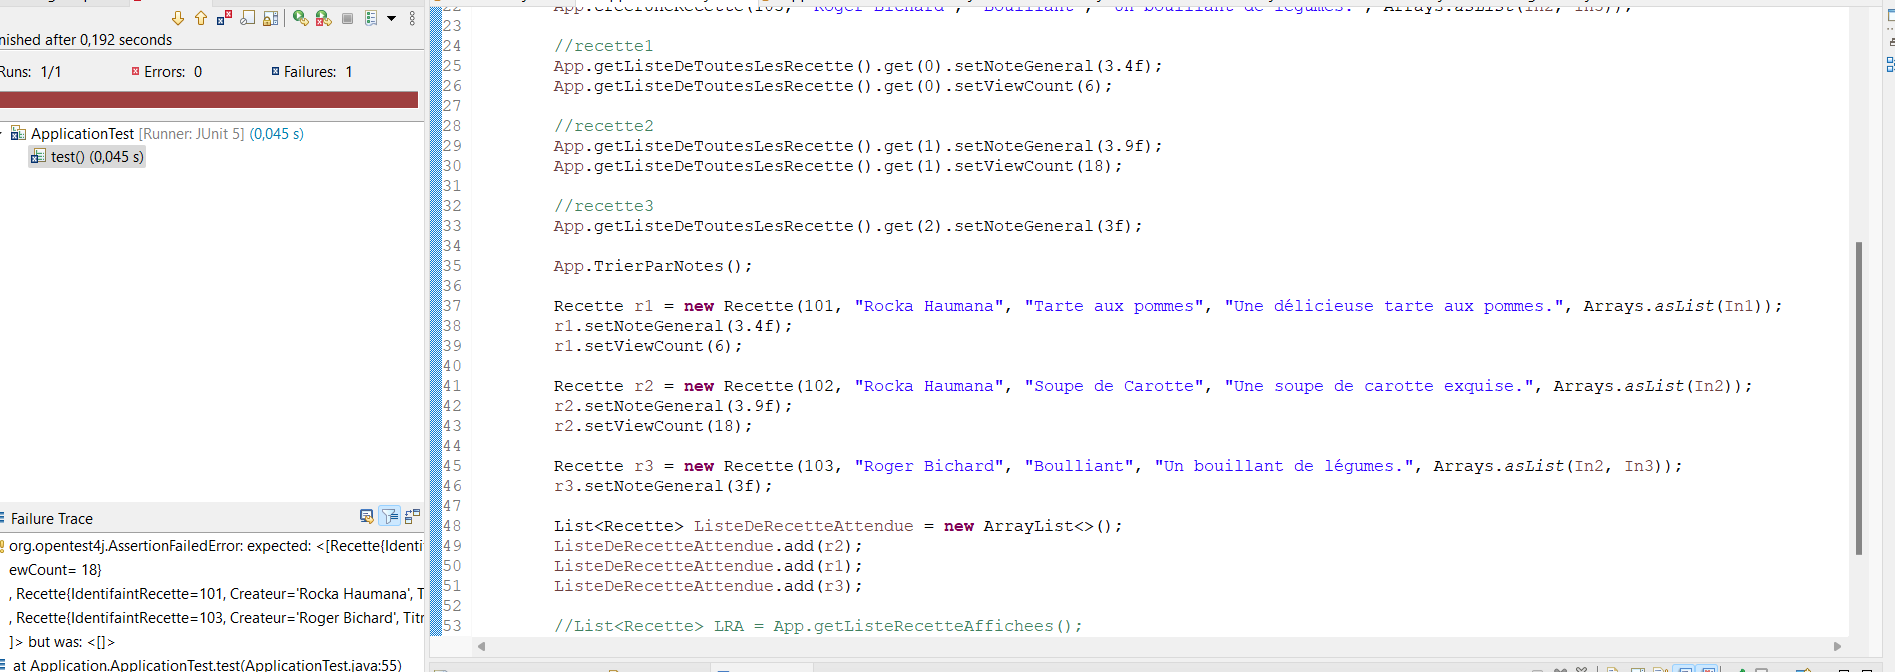 nished after 0,192 seconds
Runs: 1/1 Errors: 0 Failures: 1
ApplicationTest [Runner: JUnit 5] (0,045 s)
test() (0,045 s)
Failure Trace
org.opentest4j.AssertionFailedError: expected: <[Recette{Identi
ewCount= 18}
, Recette{IdentifaintRecette=101, Createur='Rocka Haumana', T
, Recette{IdentifaintRecette=103, Createur='Roger Bichard', Titr
]> but was: <[]>
at Application.ApplicationTest.test(ApplicationTest.java:55)
23
24 //recette1
25 App.getListeDeToutesLesRecette().get(0).setNoteGeneral(3.4f);
26 App.getListeDeToutesLesRecette().get(0).setViewCount(6);
27
28 //recette2
29 App.getListeDeToutesLesRecette().get(1).setNoteGeneral(3.9f);
30 App.getListeDeToutesLesRecette().get(1).setViewCount(18);
31
32 //recette3
33 App.getListeDeToutesLesRecette().get(2).setNoteGeneral(3f);
34
35 App.TrierParNotes();
36
37 Recette r1 = new Recette(101, "Rocka Haumana", "Tarte aux pommes", "Une délicieuse tarte aux pommes.", Arrays.asList(In1));
38 r1.setNoteGeneral(3.4f);
39 r1.setViewCount(6);
40
41 Recette r2 = new Recette(102, "Rocka Haumana", "Soupe de Carotte", "Une soupe de carotte exquise.", Arrays.asList(In2));
42 r2.setNoteGeneral(3.9f);
43 r2.setViewCount(18);
44
45 Recette r3 = new Recette(103, "Roger Bichard", "Boulliant", "Un bouillant de légumes.", Arrays.asList(In2, In3));
46 r3.setNoteGeneral(3f);
47
48 List<Recette> ListeDeRecetteAttendue = new ArrayList<>();
49 ListeDeRecetteAttendue.add(r2);
50 ListeDeRecetteAttendue.add(r1);
51 ListeDeRecetteAttendue.add(r3);
52
53 //List<Recette> LRA = App.getListeRecetteAffichees();